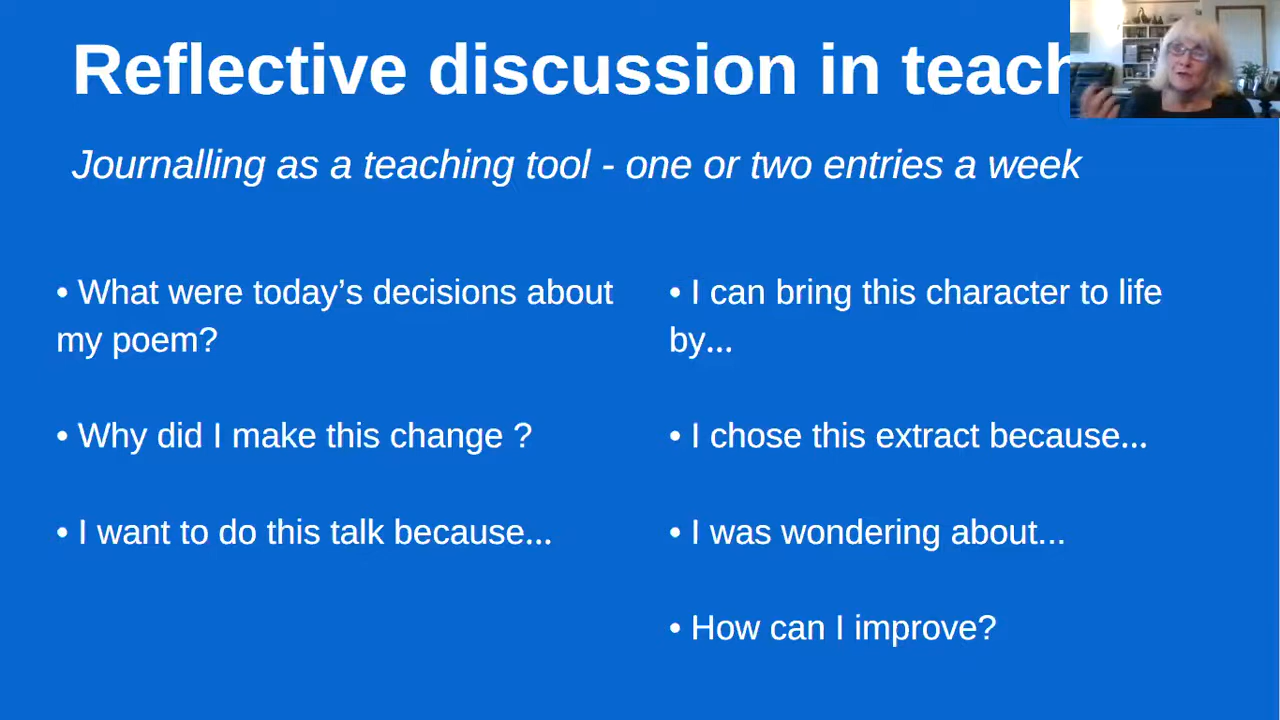 Reflective discussion in teach
Journalling as a teaching tool - one or two entries a week
• What were today’s decisions about
my poem?
• Why did I make this change ?
• I want to do this talk because...
• I can bring this character to life
by...
• I chose this extract because...
• I was wondering about...
• How can I improve?